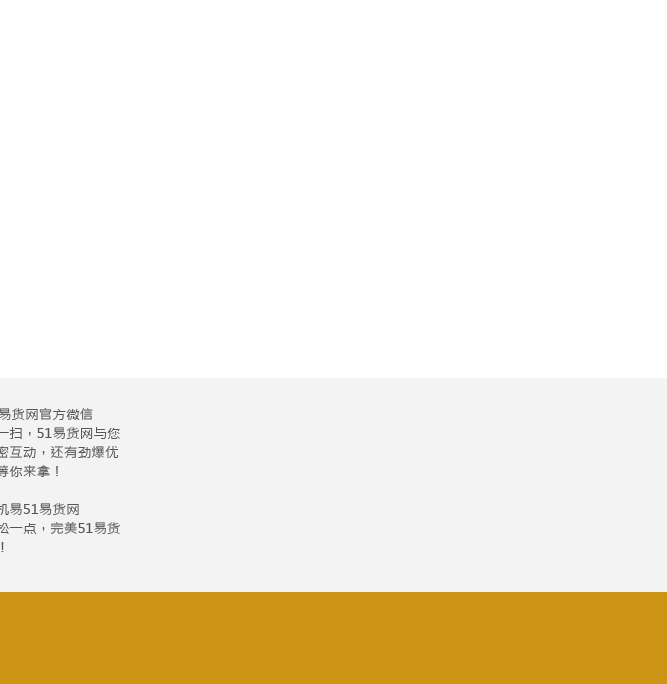 易货网官方微信
一扫，51易货网与您
密互动，还有劲爆优
等你来拿！
机易51易货网
松一点，完美51易货
！